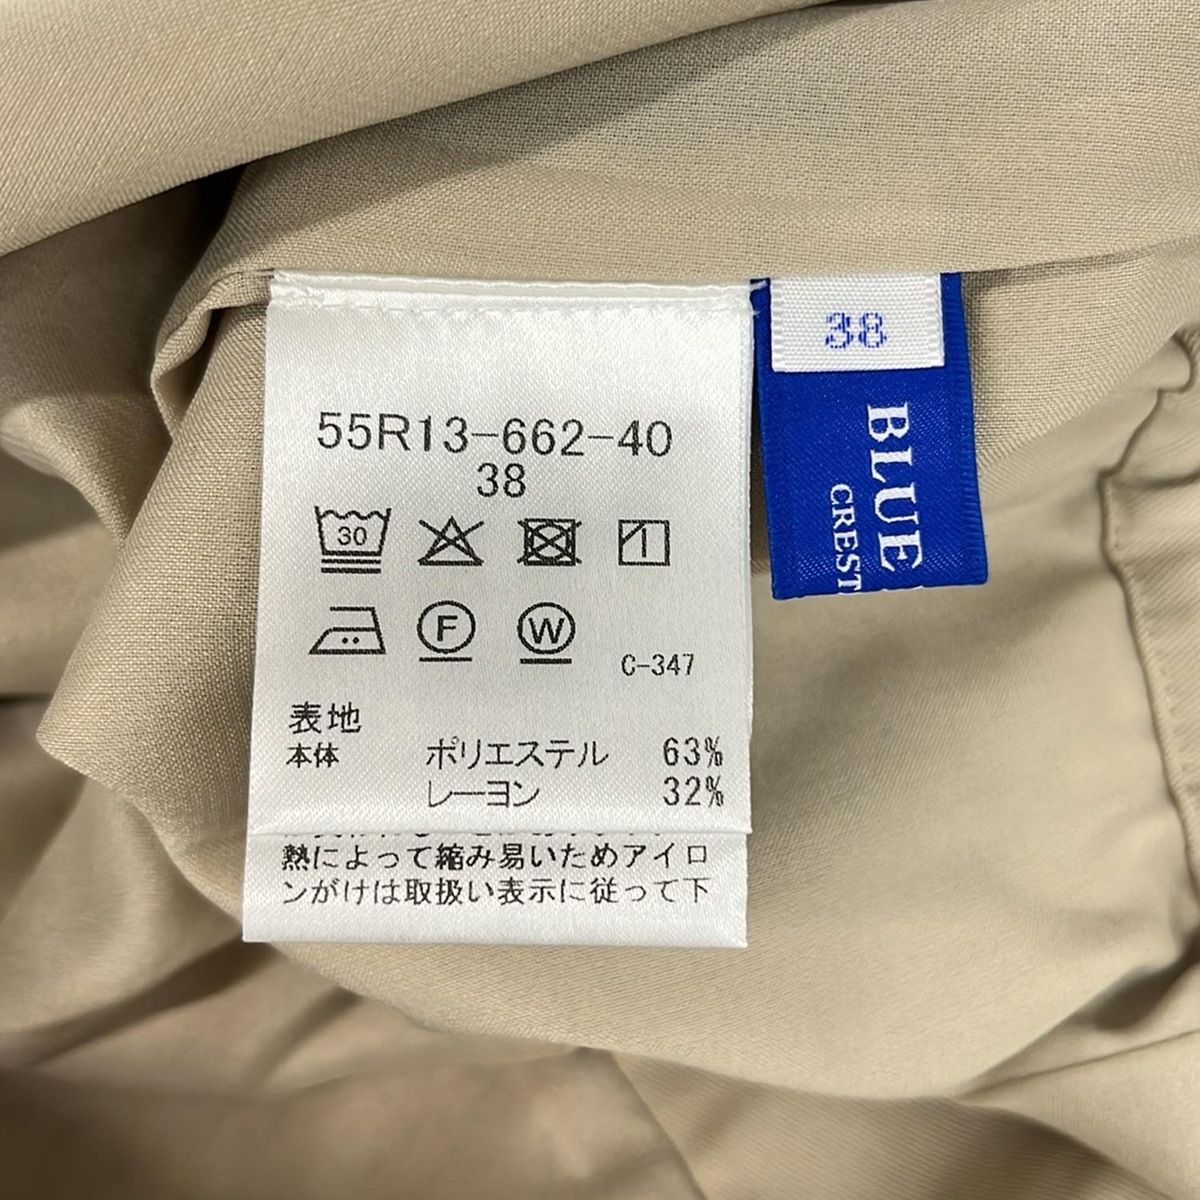 55R13-662-40
38
30
F W
C-347
表地
本体 ポリエステル 63%
レーヨン 32%
熱によって縮み易いためアイロ
ンがけは取扱い表示に従って下
38
BLUE
CREST